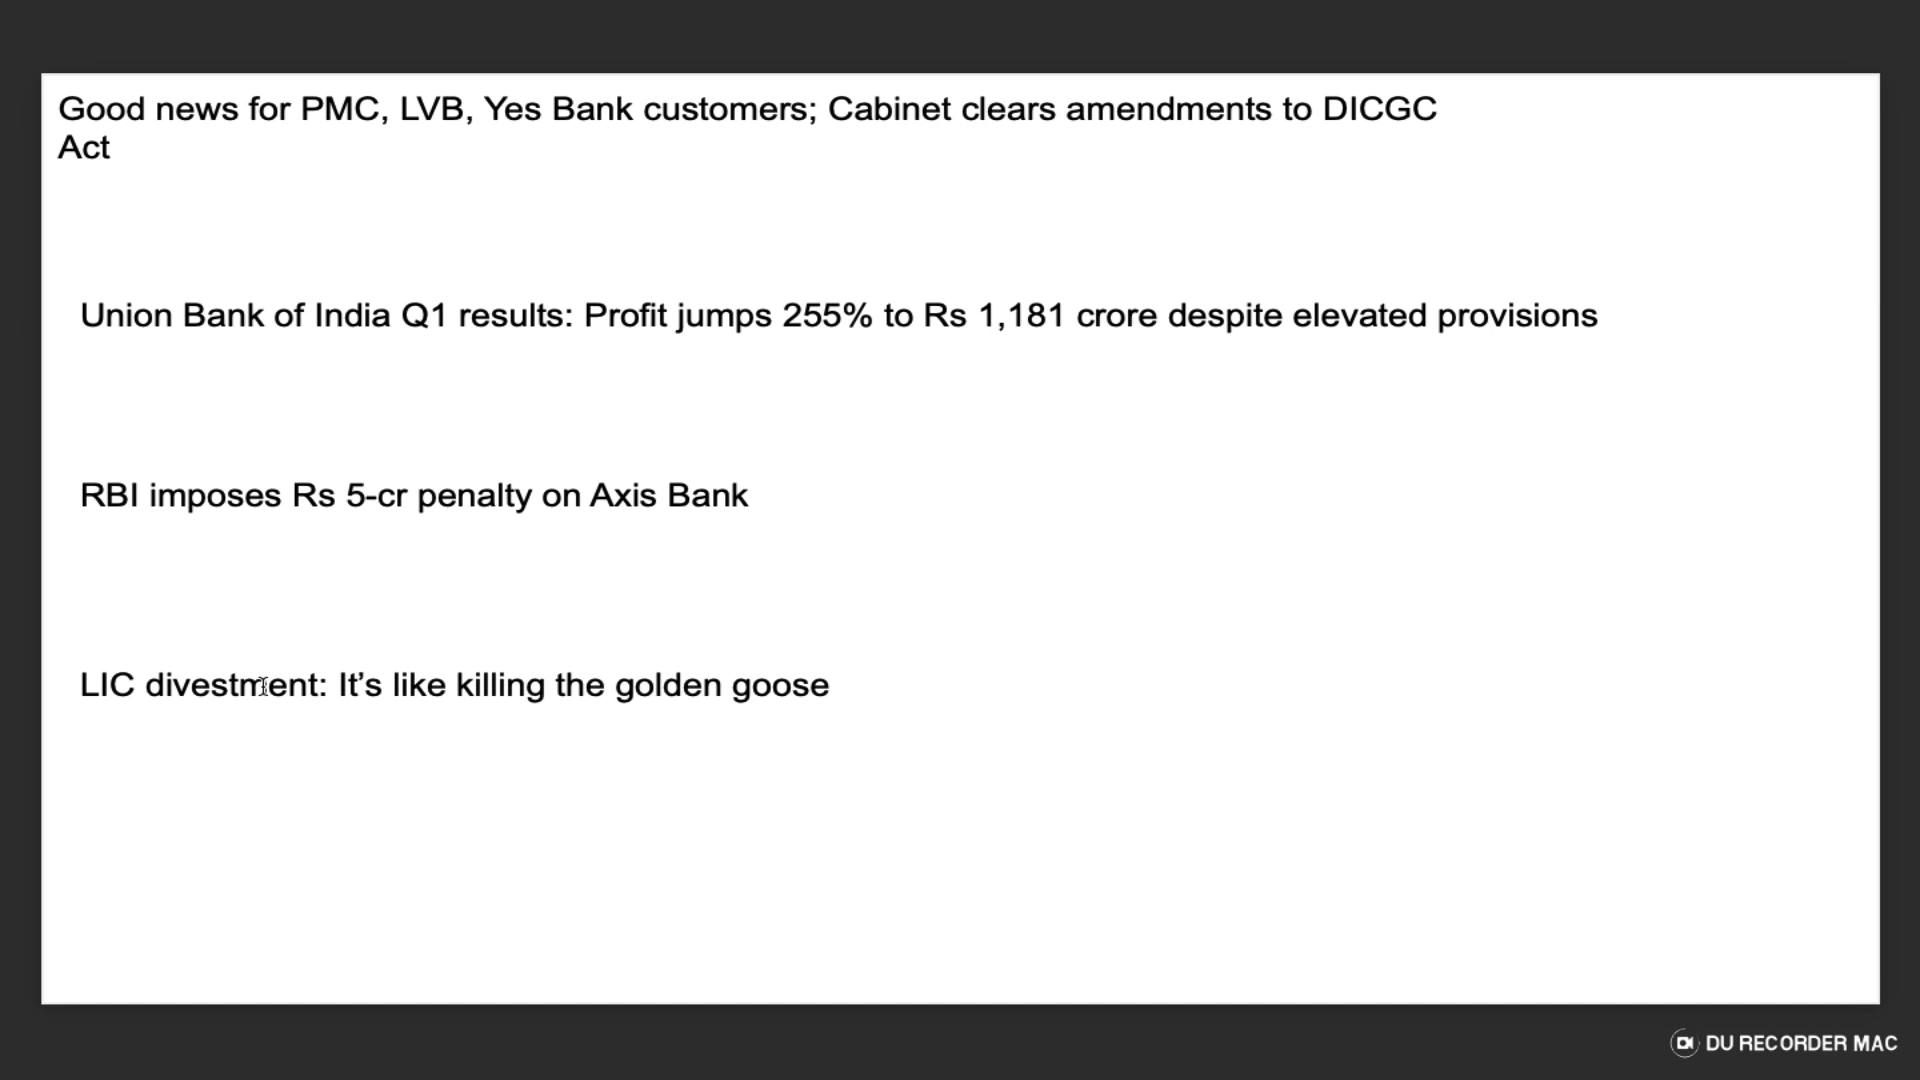 Good news for PMC, LVB, Yes Bank customers; Cabinet clears amendments to DICGC
Act
Union Bank of India Q1 results: Profit jumps 255% to Rs 1,181 crore despite elevated provisions
RBI imposes Rs 5-cr penalty on Axis Bank
LIC divestment: It’s like killing the golden goose
DU RECORDER MAC